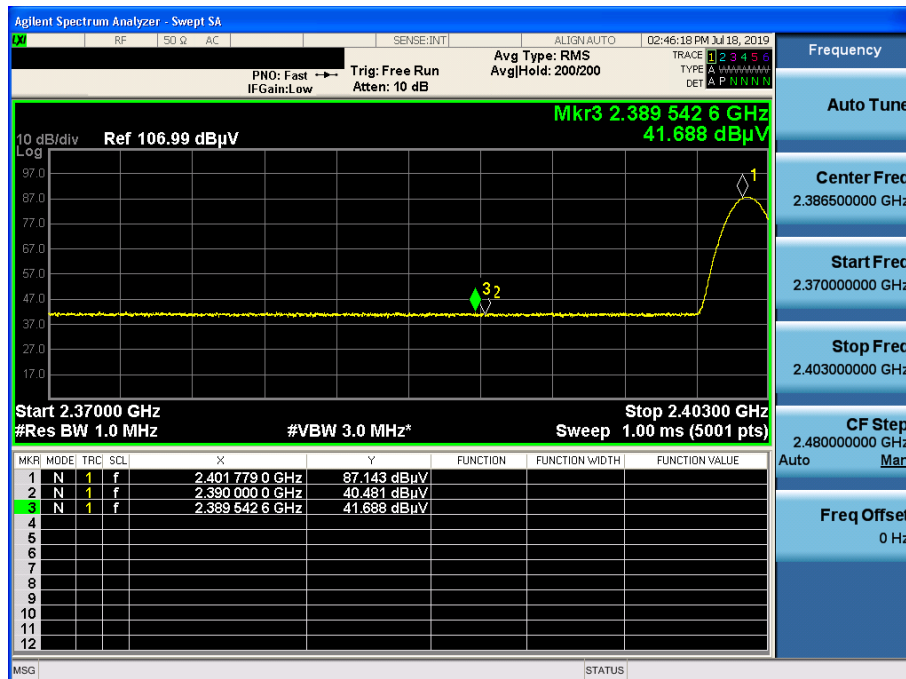 Agilent Spectrum Analyzer - Swept SA
LXI RF 50 Ω AC SENSE:INT ALIGN AUTO 02:46:18 PM Jul 18, 2019
PNO: Fast Trig: Free Run Avg Type: RMS TRACE 1 2 3 4 5 6
IFGain:Low Atten: 10 dB Avg|Hold: 200/200 TYPE A WWWWW
DET A P N N N N
Mkr3 2.389 542 6 GHz
10 dB/div Ref 106.99 dBµV 41.688 dBµV
Log
97.0
87.0
77.0
67.0
57.0
47.0
37.0
27.0
17.0
1
3 2
Start 2.37000 GHz Stop 2.40300 GHz
#Res BW 1.0 MHz #VBW 3.0 MHz* Sweep 1.00 ms (5001 pts)
MKR MODE TRC SCL X Y FUNCTION FUNCTION WIDTH FUNCTION VALUE
1 N 1 f 2.401 779 0 GHz 87.143 dBµV
2 N 1 f 2.390 000 0 GHz 40.481 dBµV
3 N 1 f 2.389 542 6 GHz 41.688 dBµV
4
5
6
7
8
9
10
11
12
MSG STATUS
Frequency
Auto Tune
Center Freq
2.386500000 GHz
Start Freq
2.370000000 GHz
Stop Freq
2.403000000 GHz
CF Step
2.480000000 GHz
Auto Man
Freq Offset
0 Hz